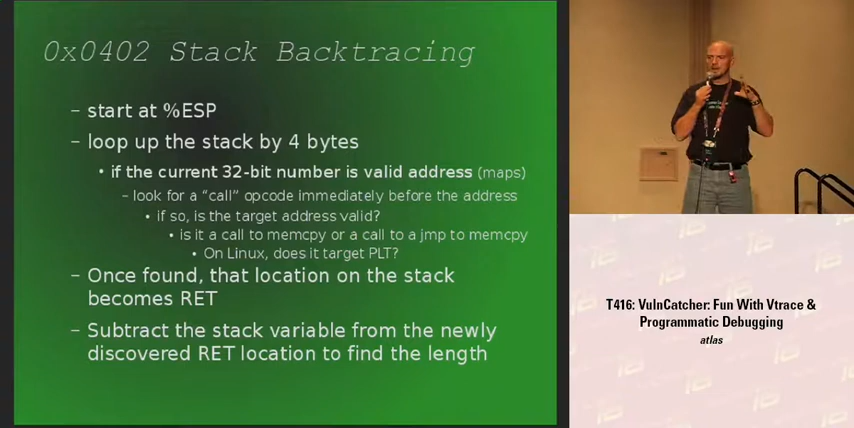 0x0402 Stack Backtracing
– start at %ESP
– loop up the stack by 4 bytes
• if the current 32-bit number is valid address (maps)
– look for a “call” opcode immediately before the address
• if so, is the target address valid?
• is it a call to memcpy or a call to a jmp to memcpy
• On Linux, does it target PLT?
– Once found, that location on the stack
becomes RET
– Subtract the stack variable from the newly
discovered RET location to find the length
T416: VulnCatcher: Fun With Vtrace &
Programmatic Debugging
atlas